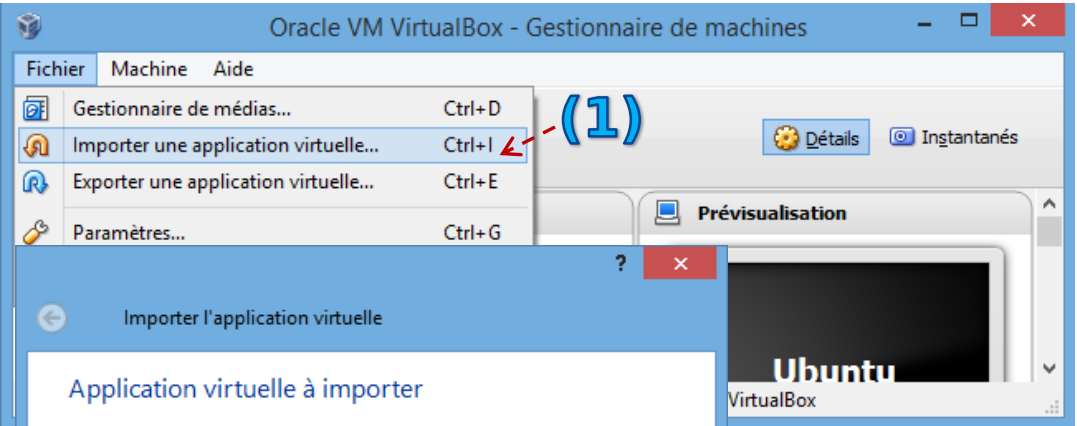 Oracle VM VirtualBox - Gestionnaire de machines
Fichier Machine Aide
Gestionnaire de médias... Ctrl+D
Importer une application virtuelle... Ctrl+I
(1)
Exporter une application virtuelle... Ctrl+E
Paramètres... Ctrl+G
Détails Instantanés
Prévisualisation
?
Importer l'application virtuelle
Application virtuelle à importer
Ubuntu
VirtualBox